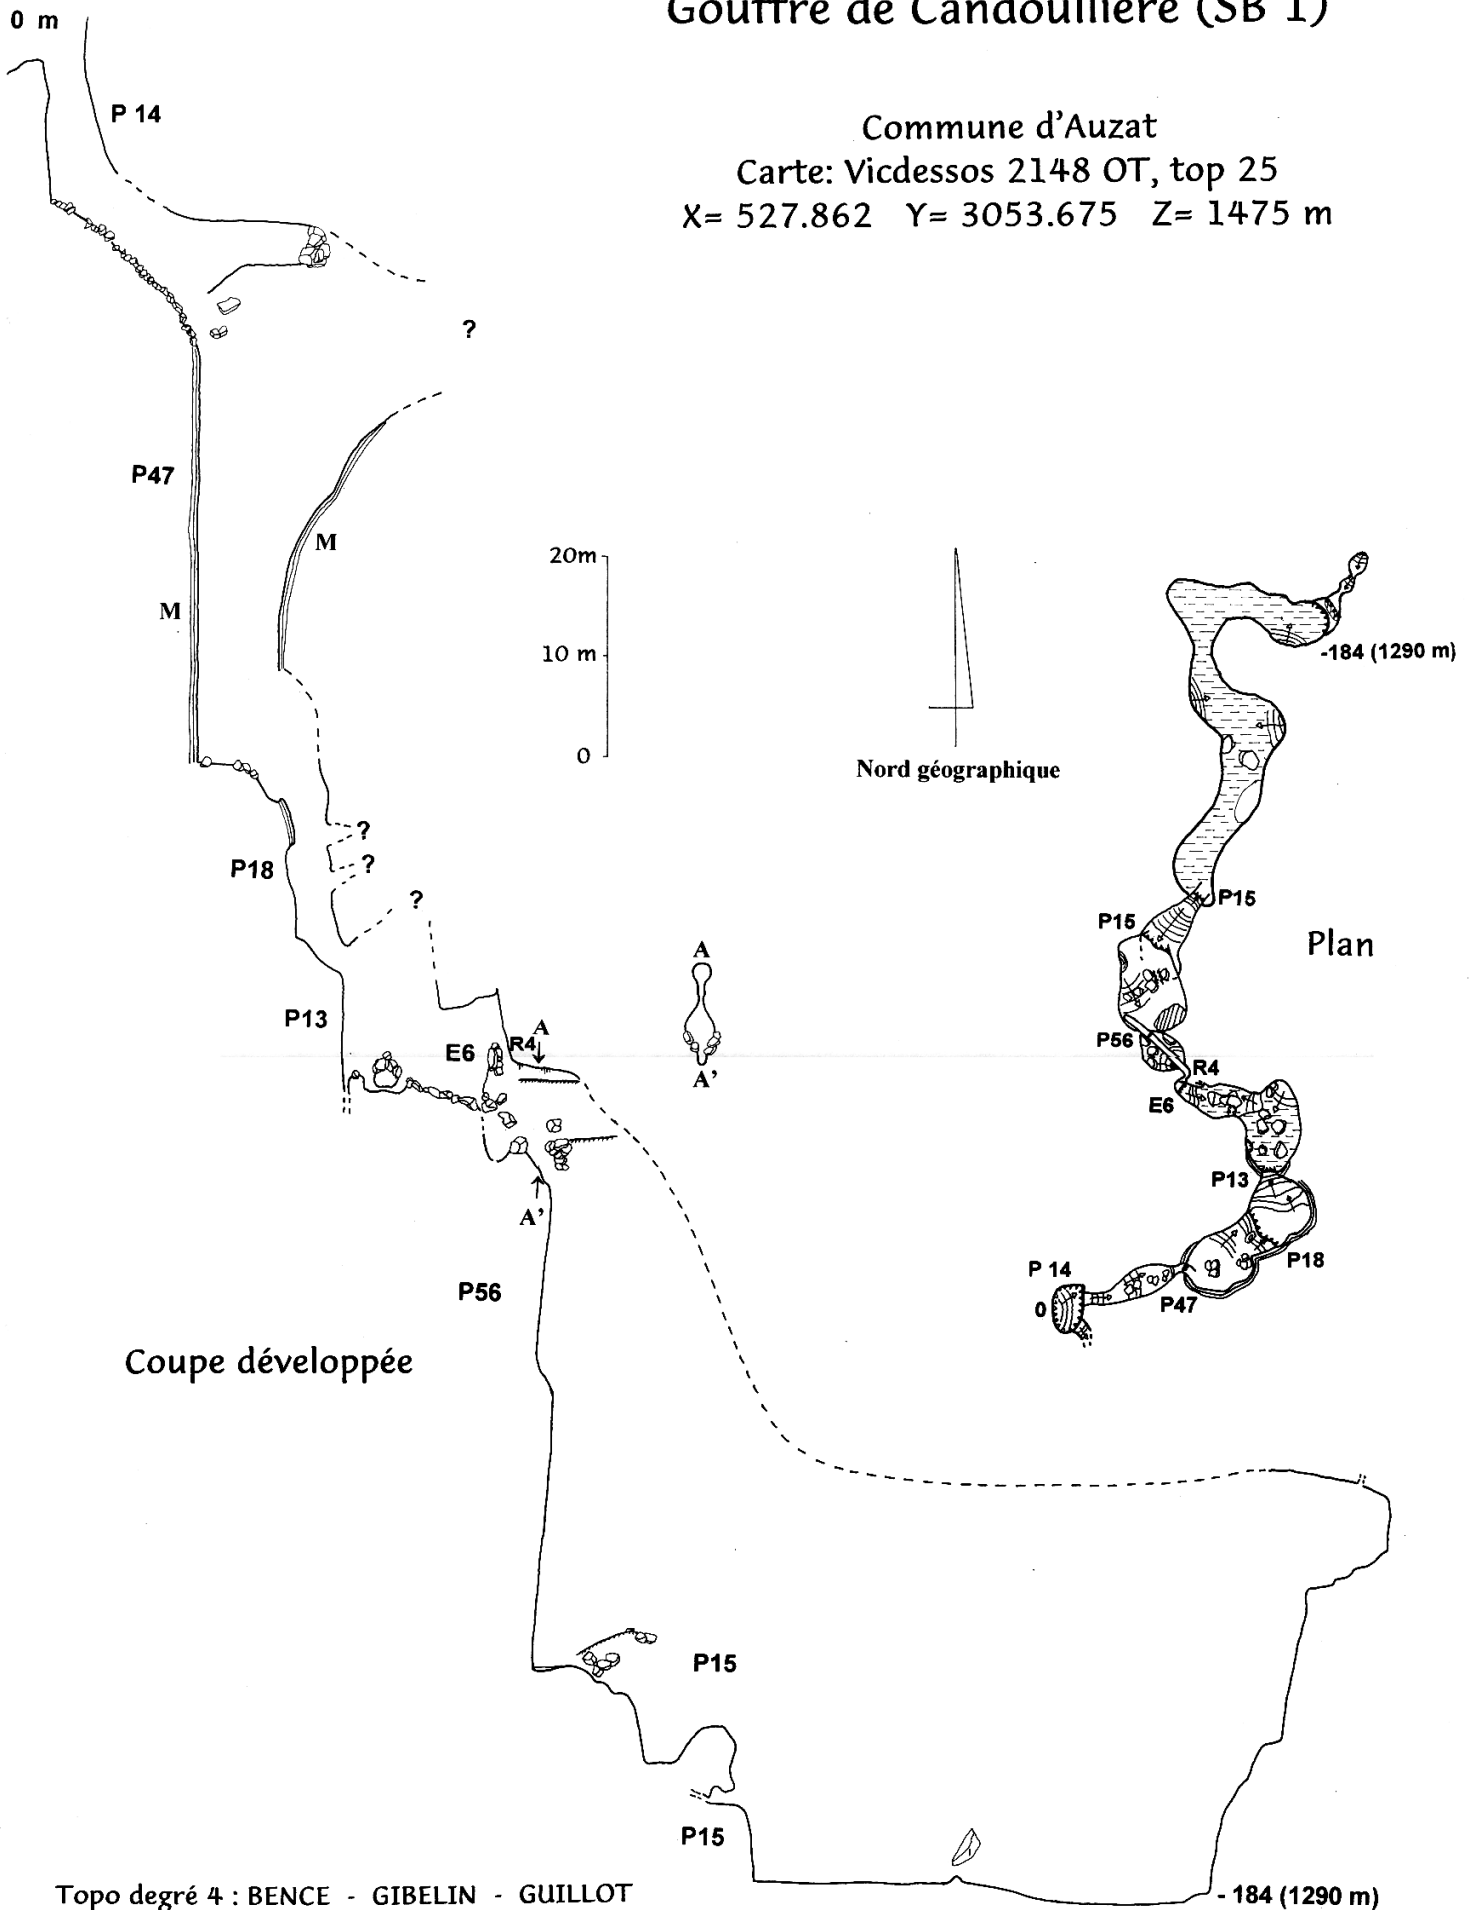 Gouffre de Candouillière (SB 1)
0 m
P 14
Commune d'Auzat
Carte: Vicdessos 2148 OT, top 25
X= 527.862 Y= 3053.675 Z= 1475 m
?
P47
M
M
20m
10 m
0
Nord géographique
-184 (1290 m)
?
?
P18
?
P15
P15
Plan
A
A'
P13
E6
R4
A
A'
P56
R4
E6
P13
P18
P 14
0
P47
P56
Coupe développée
P15
P15
Topo degré 4 : BENCE - GIBELIN - GUILLOT
- 184 (1290 m)